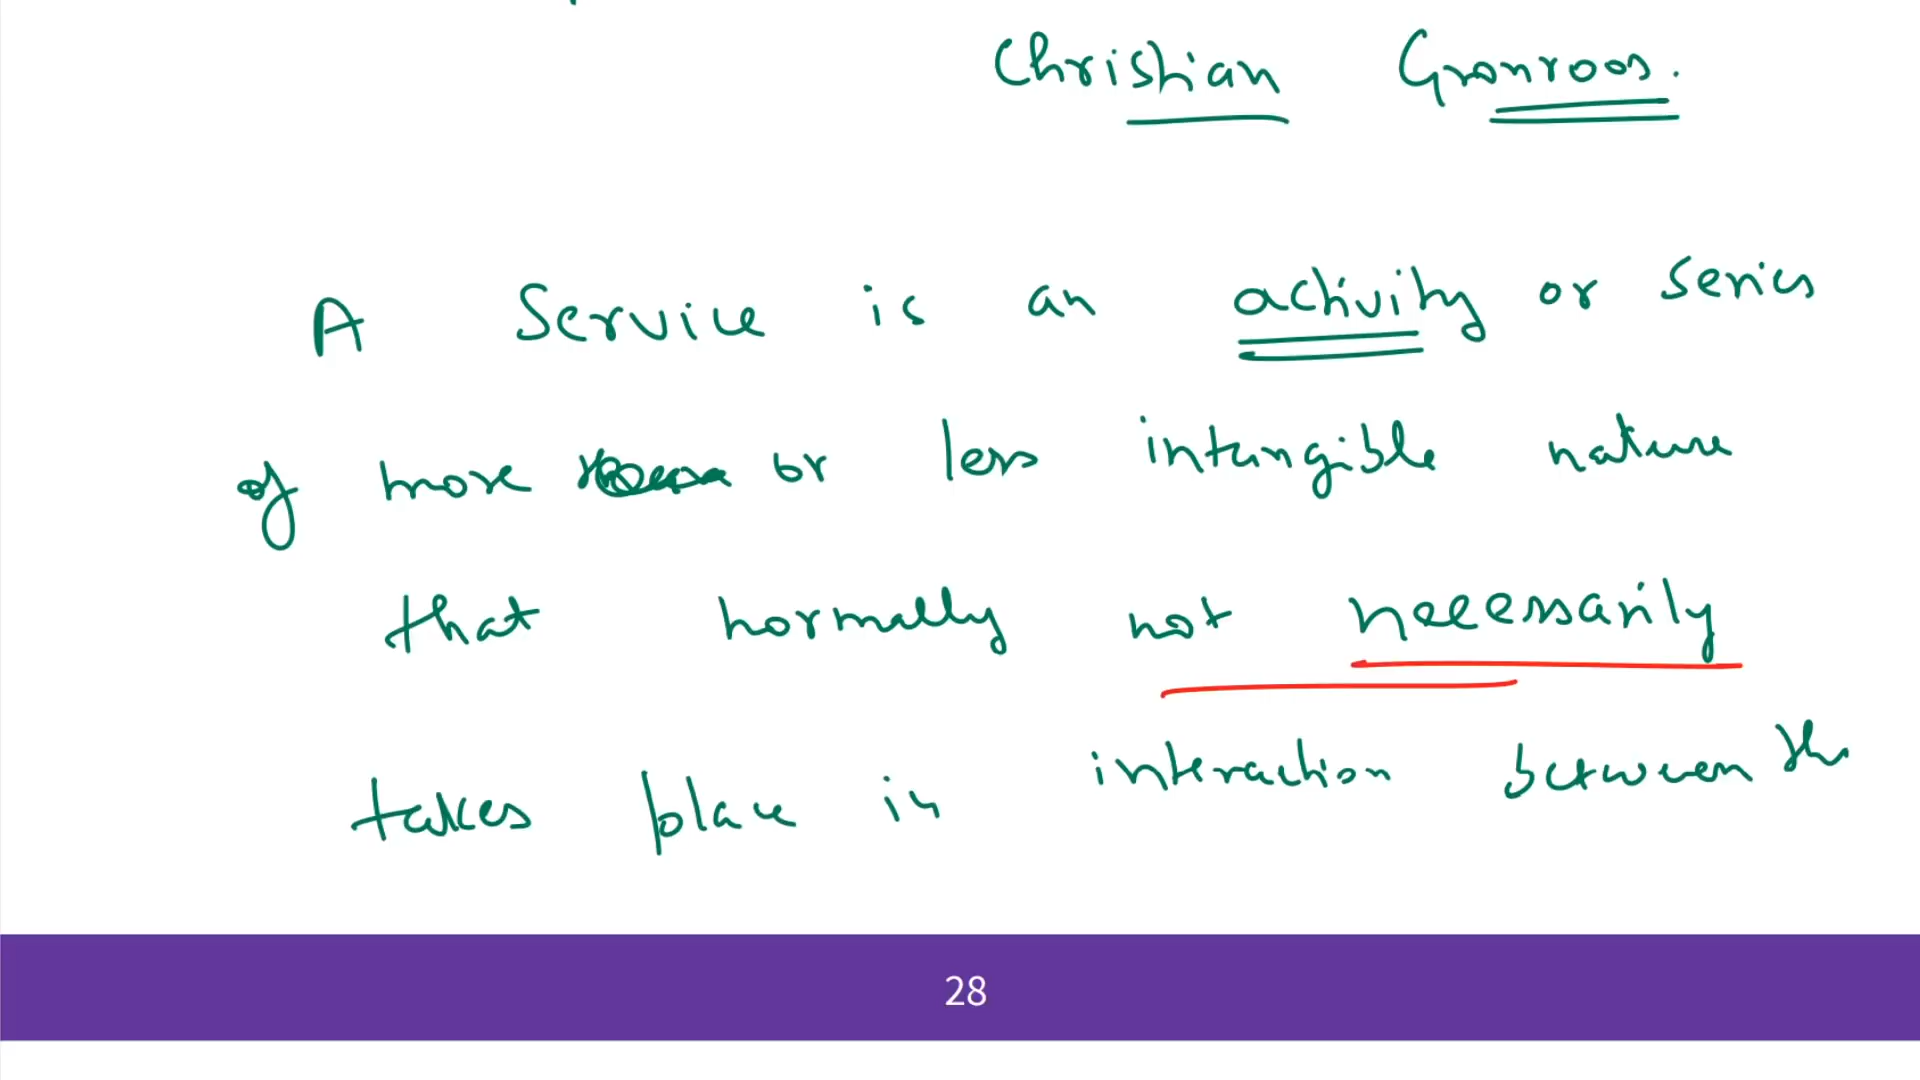 Christian Gronroos.
A Service is an activity or series
of more or less intangible nature
that normally not necessarily
takes place in interaction between the
28